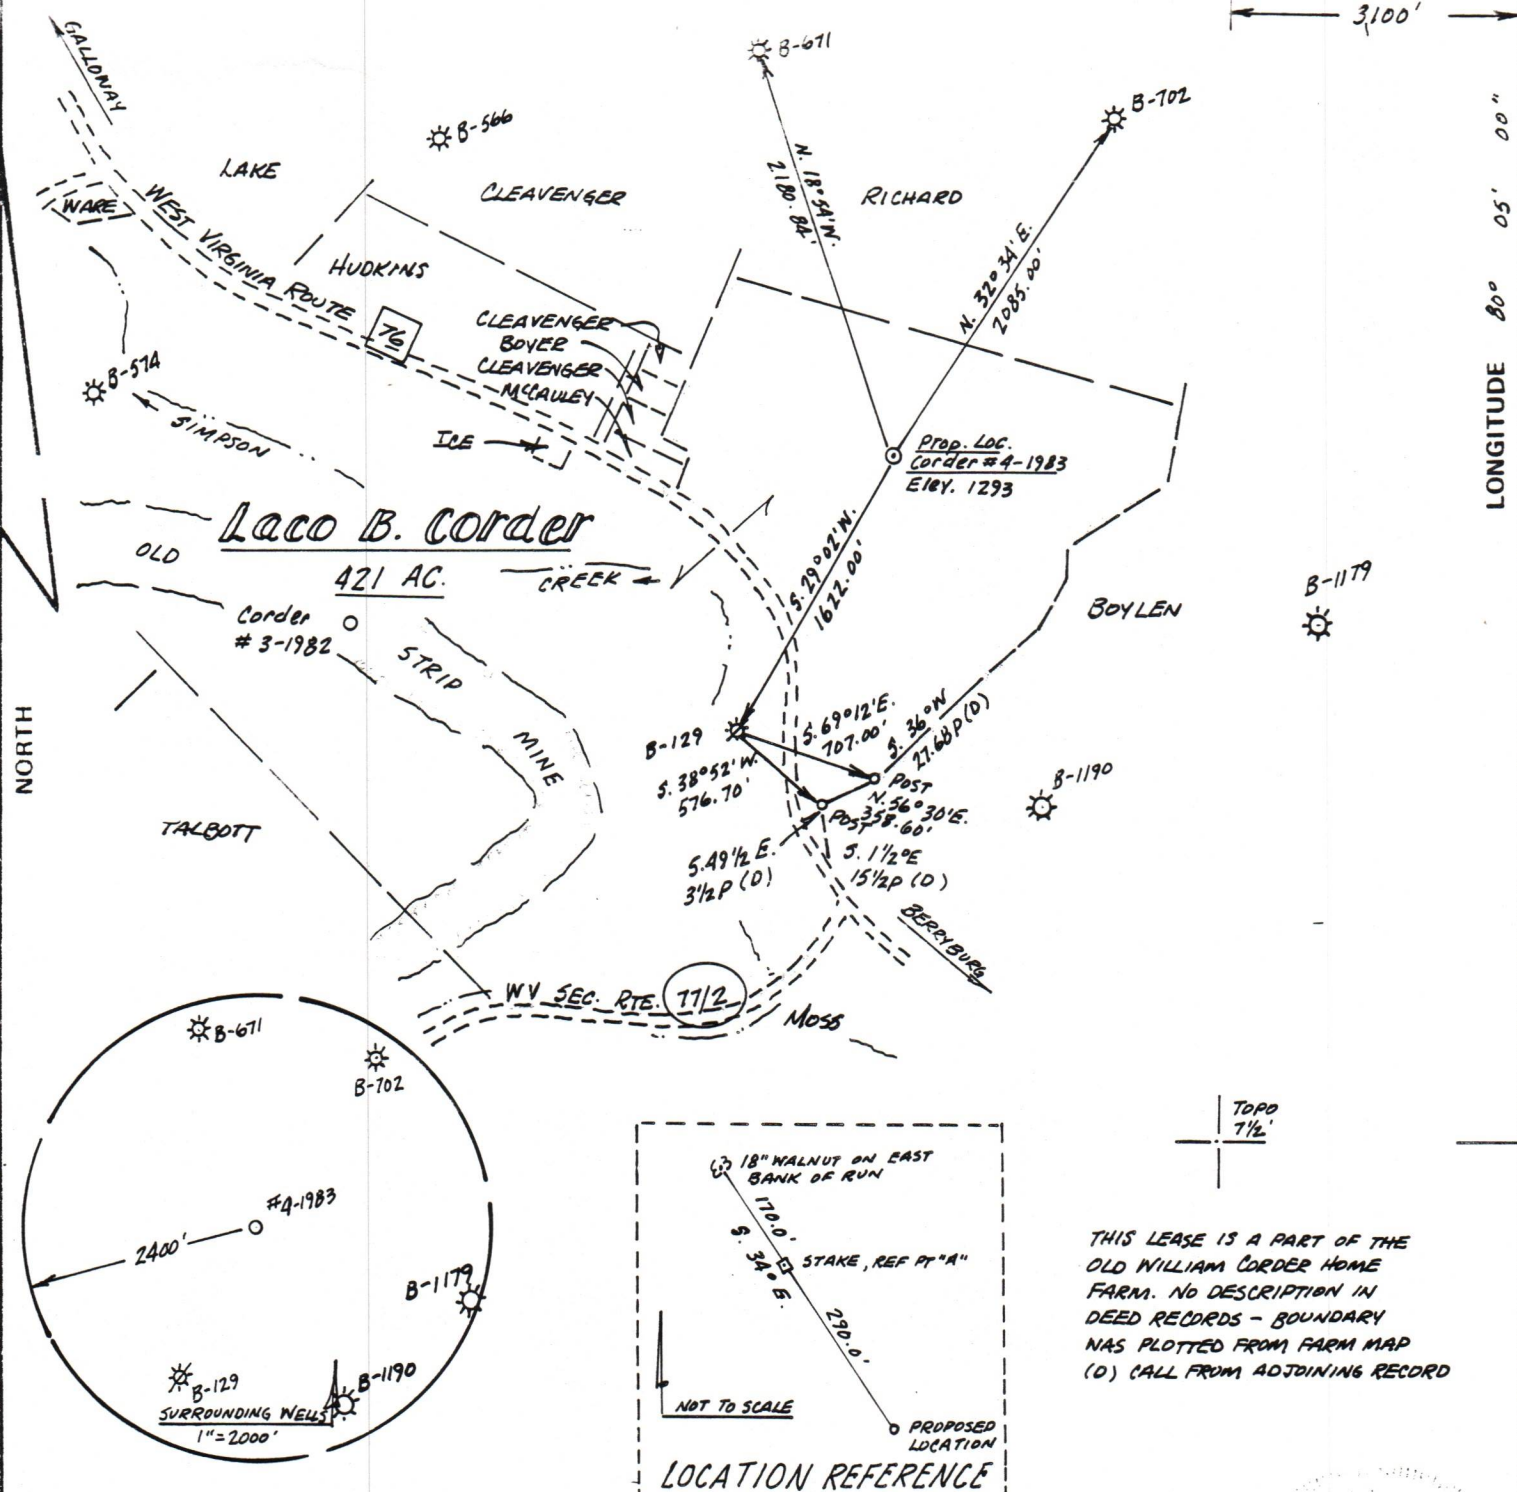 3,100'
GALLOWAY
B-671
B-702
B-566
LAKE
CLEAVENGER
RICHARD
WARE
WEST VIRGINIA ROUTE
76
HUDKINS
N. 18°54'W.
2180.84'
N. 32°34'E.
2085.00'
LONGITUDE 80° 05' 00"
CLEAVENGER
BOYER
CLEAVENGER
McCAULEY
B-574
SIMPSON
ICE
Prop. Loc.
Corder #4-1983
Elev. 1293
Laco B. Corder
421 AC.
OLD
CREEK
Corder
#3-1982
STRIP
MINE
S. 29°02'W.
1622.00'
BOYLEN
B-1179
NORTH
B-129
S. 69°12'E.
707.00'
S. 36°W
27.68P(D)
S. 38°52'W.
576.70'
POST
N. 56°30'E.
358.60'
POST
B-1190
TALBOTT
S.49½E.
3½P (D)
S. 1½°E
15½P (D)
BERRYBURG
WV SEC. RTE. 77/2
MOSS
B-671
B-702
#4-1983
2400'
B-1179
B-129
B-1190
SURROUNDING WELLS
1"=2000'
18" WALNUT ON EAST
BANK OF RUN
170.0'
S. 34° E.
STAKE, REF PT "A"
290.0'
NOT TO SCALE
PROPOSED
LOCATION
LOCATION REFERENCE
TOPO
7½'
THIS LEASE IS A PART OF THE
OLD WILLIAM CORDER HOME
FARM. NO DESCRIPTION IN
DEED RECORDS - BOUNDARY
WAS PLOTTED FROM FARM MAP
(D) CALL FROM ADJOINING RECORD